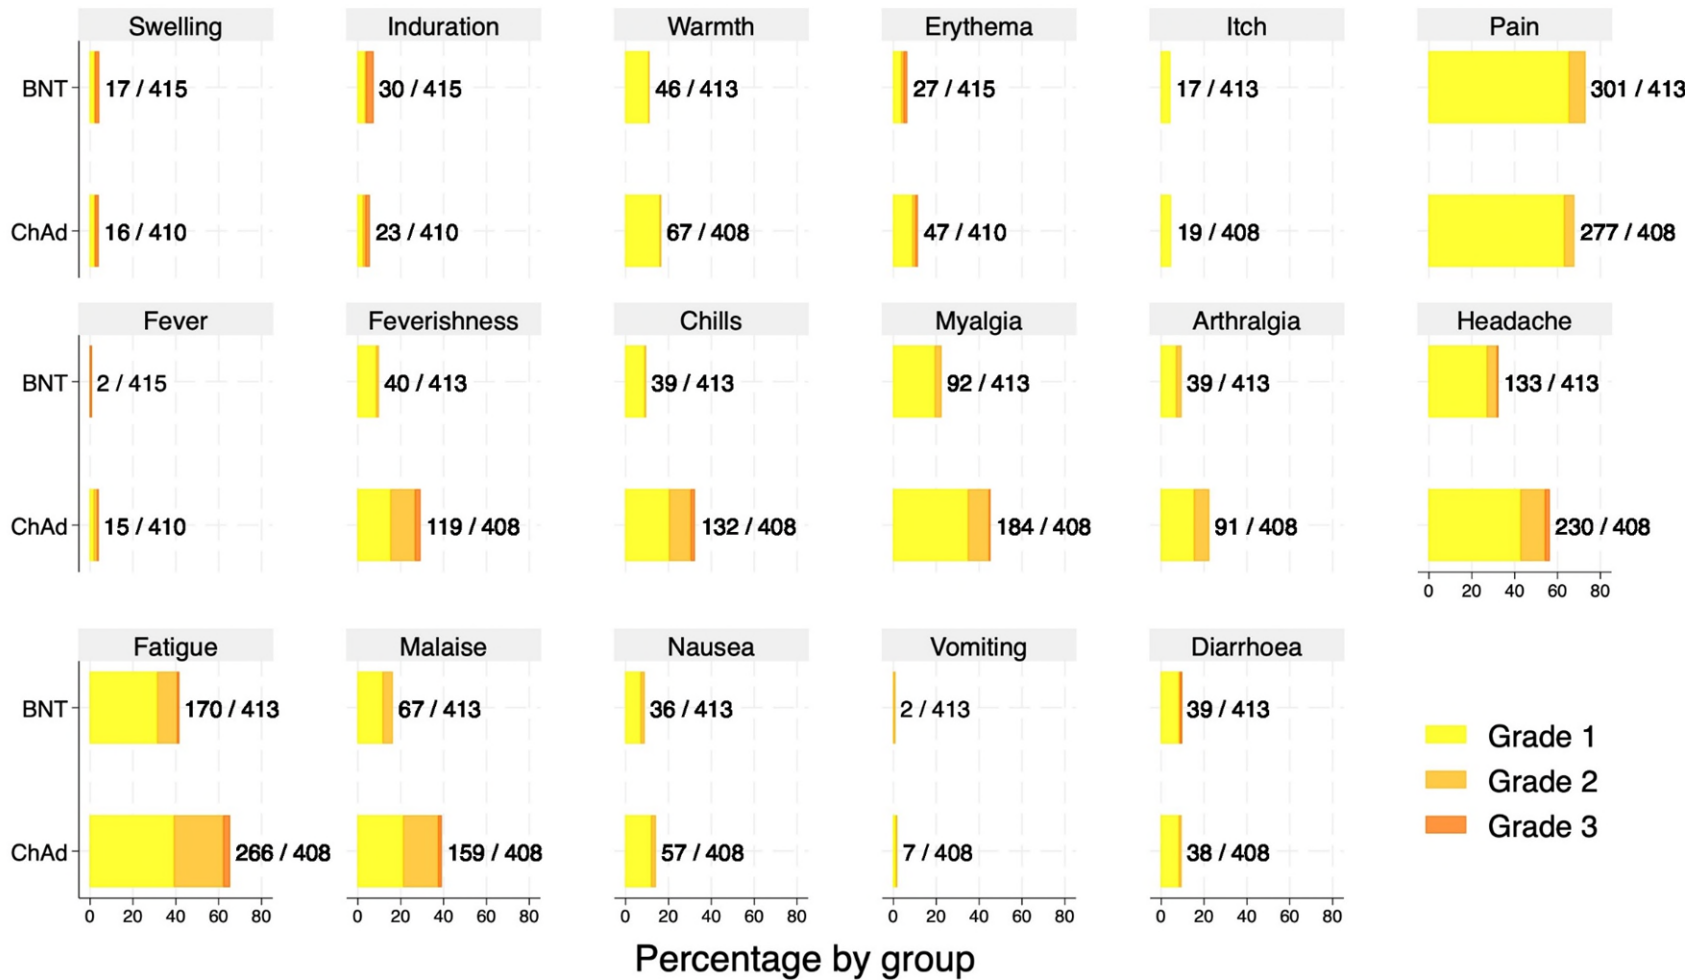 Swelling Induration Warmth Erythema Itch Pain
BNT 17 / 415 30 / 415 46 / 413 27 / 415 17 / 413 301 / 413
ChAd 16 / 410 23 / 410 67 / 408 47 / 410 19 / 408 277 / 408
Fever Feverishness Chills Myalgia Arthralgia Headache
BNT 2 / 415 40 / 413 39 / 413 92 / 413 39 / 413 133 / 413
ChAd 15 / 410 119 / 408 132 / 408 184 / 408 91 / 408 230 / 408
0 20 40 60 80
Fatigue Malaise Nausea Vomiting Diarrhoea
BNT 170 / 413 67 / 413 36 / 413 2 / 413 39 / 413
ChAd 266 / 408 159 / 408 57 / 408 7 / 408 38 / 408
0 20 40 60 80 0 20 40 60 80 0 20 40 60 80 0 20 40 60 80 0 20 40 60 80
Percentage by group
Grade 1
Grade 2
Grade 3